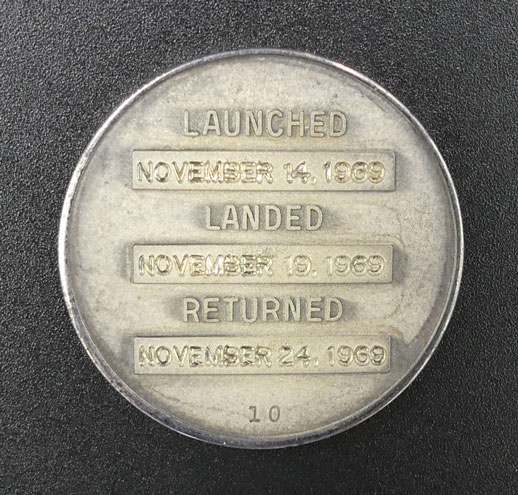 LAUNCHED
NOVEMBER 14, 1969
LANDED
NOVEMBER 19, 1969
RETURNED
NOVEMBER 24, 1969
10